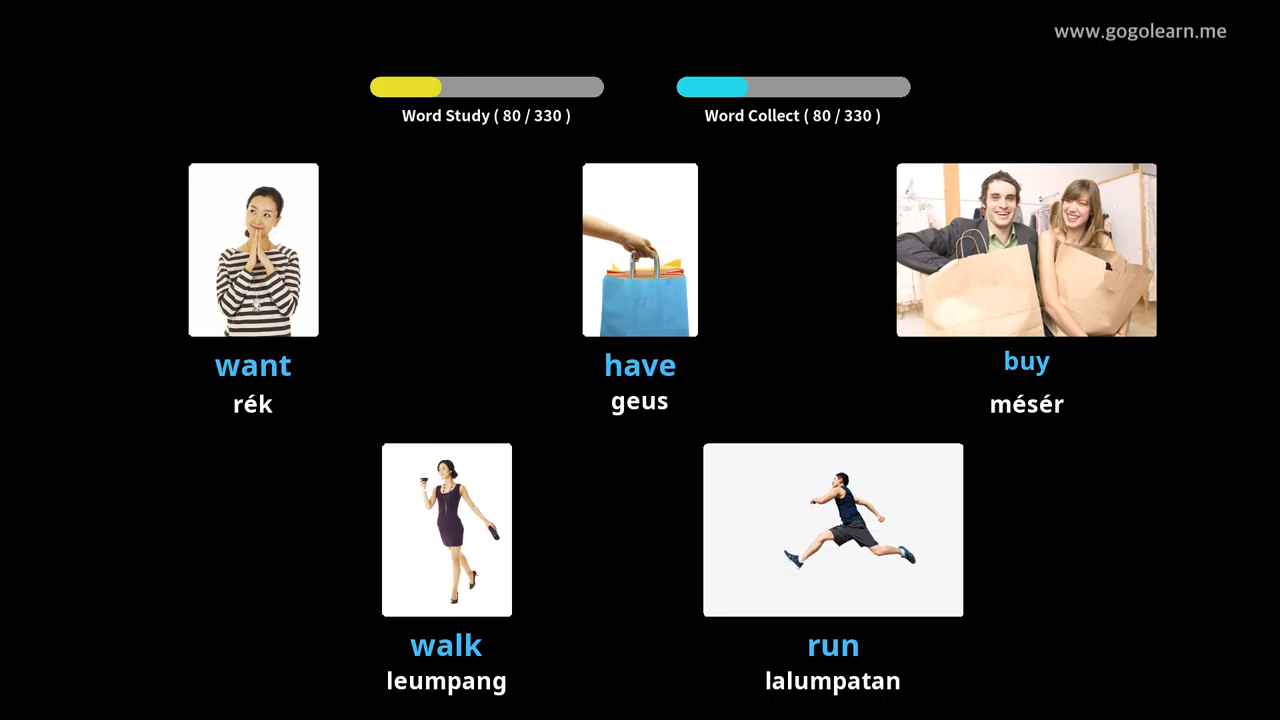 www.gogolearn.me
Word Study ( 80 / 330 )
Word Collect ( 80 / 330 )
want
rék
have
geus
buy
mésér
walk
leumpang
run
lalumpatan